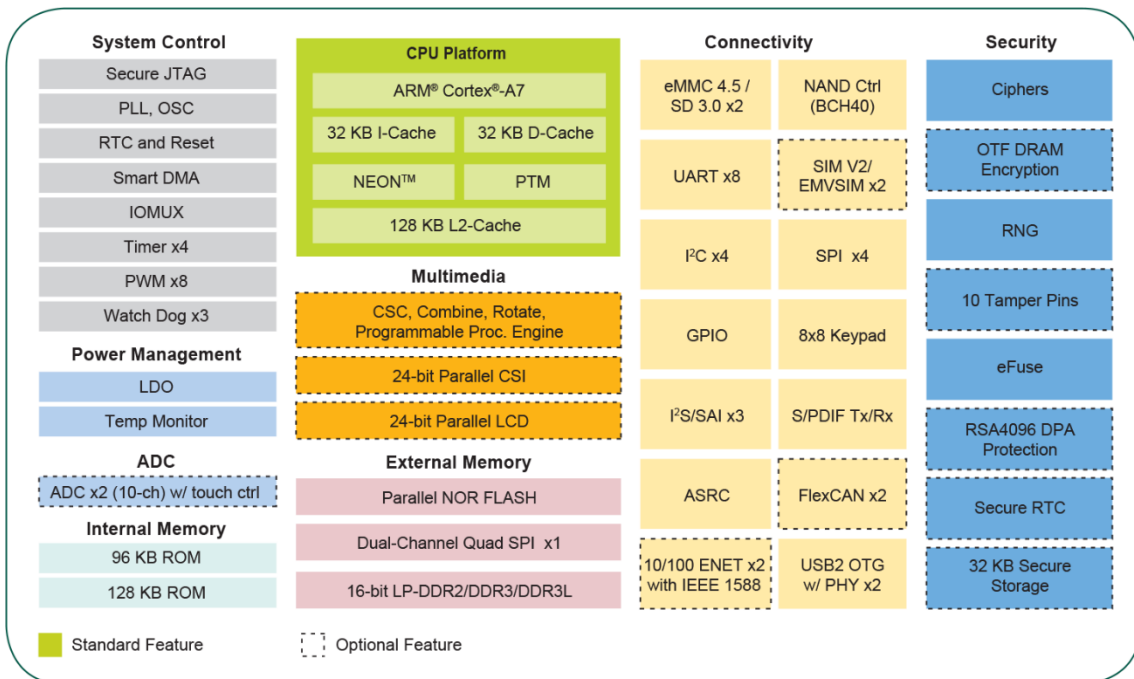 System Control
Secure JTAG
PLL, OSC
RTC and Reset
Smart DMA
IOMUX
Timer x4
PWM x8
Watch Dog x3
Power Management
LDO
Temp Monitor
ADC
ADC x2 (10-ch) w/ touch ctrl
Internal Memory
96 KB ROM
128 KB ROM
CPU Platform
ARM® Cortex®-A7
32 KB I-Cache
32 KB D-Cache
NEON™
PTM
128 KB L2-Cache
Multimedia
CSC, Combine, Rotate,
Programmable Proc. Engine
24-bit Parallel CSI
24-bit Parallel LCD
External Memory
Parallel NOR FLASH
Dual-Channel Quad SPI x1
16-bit LP-DDR2/DDR3/DDR3L
Connectivity
eMMC 4.5 /
SD 3.0 x2
NAND Ctrl
(BCH40)
UART x8
SIM V2/
EMVSIM x2
I²C x4
SPI x4
GPIO
8x8 Keypad
I²S/SAI x3
S/PDIF Tx/Rx
ASRC
FlexCAN x2
10/100 ENET x2
with IEEE 1588
USB2 OTG
w/ PHY x2
Security
Ciphers
OTF DRAM
Encryption
RNG
10 Tamper Pins
eFuse
RSA4096 DPA
Protection
Secure RTC
32 KB Secure
Storage
Standard Feature
Optional Feature